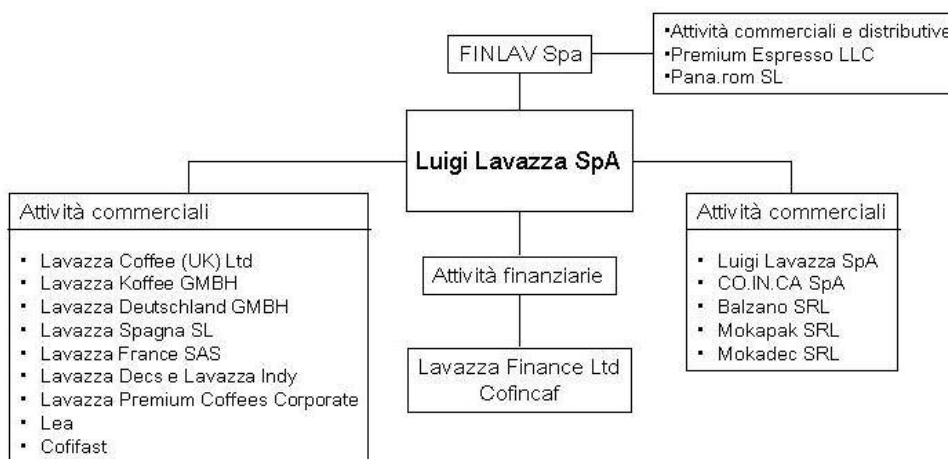 FINLAV Spa
▪Attività commerciali e distributive
▪Premium Espresso LLC
▪Pana.rom SL
Luigi Lavazza SpA
Attività commerciali
▪ Lavazza Coffee (UK) Ltd
▪ Lavazza Koffee GMBH
▪ Lavazza Deutschland GMBH
▪ Lavazza Spagna SL
▪ Lavazza France SAS
▪ Lavazza Decs e Lavazza Indy
▪ Lavazza Premium Coffees Corporate
▪ Lea
▪ Cofifast
Attività finanziarie
Lavazza Finance Ltd
Cofincaf
Attività commerciali
▪ Luigi Lavazza SpA
▪ CO.IN.CA SpA
▪ Balzano SRL
▪ Mokapak SRL
▪ Mokadec SRL